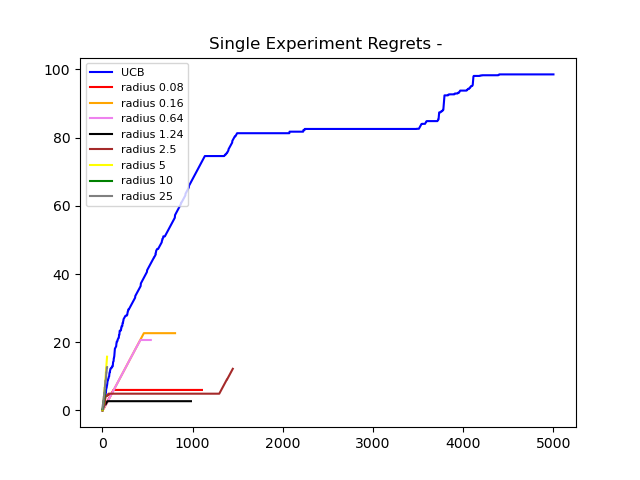 Single Experiment Regrets -
100
80
60
40
20
0
UCB
radius 0.08
radius 0.16
radius 0.64
radius 1.24
radius 2.5
radius 5
radius 10
radius 25
0 1000 2000 3000 4000 5000